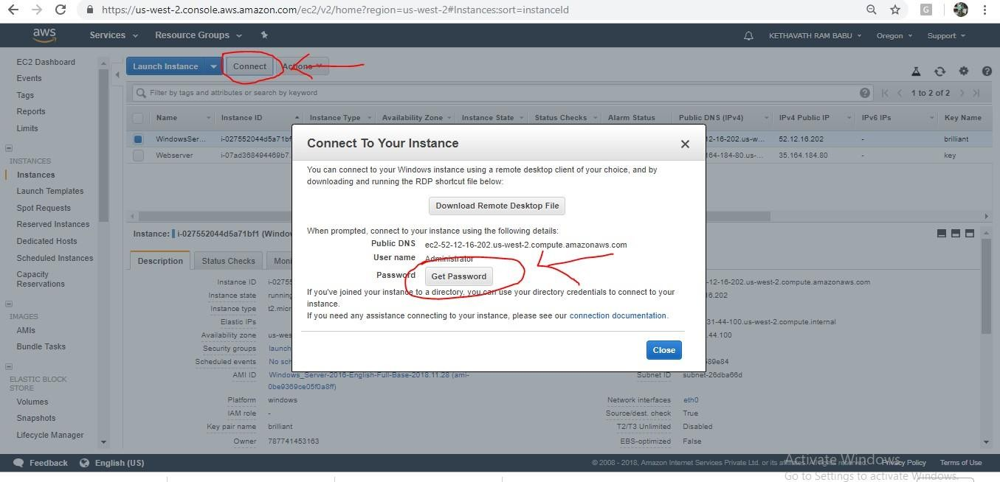 https://us-west-2.console.aws.amazon.com/ec2/v2/home?region=us-west-2#Instances:sort=instanceId
G
aws
Services
Resource Groups
KETHAVATH RAM BABU
Oregon
Support
EC2 Dashboard
Events
Tags
Reports
Limits
INSTANCES
Instances
Launch Templates
Spot Requests
Reserved Instances
Dedicated Hosts
Scheduled Instances
Capacity
Reservations
IMAGES
AMIs
Bundle Tasks
ELASTIC BLOCK
STORE
Volumes
Snapshots
Lifecycle Manager
Launch Instance
Connect
Actions
Filter by tags and attributes or search by keyword
1 to 2 of 2
Name Instance ID Instance Type Availability Zone Instance State Status Checks Alarm Status Public DNS (IPv4) IPv4 Public IP IPv6 IPs Key Name
WindowsSer... i-027552044d5a71bf 12-16-202.us-w... 52.12.16.202 - brilliant
Webserver i-07ad368494469b7. 164-184-80.us-... 35.164.184.80 - key
Connect To Your Instance
You can connect to your Windows instance using a remote desktop client of your choice, and by
downloading and running the RDP shortcut file below:
Download Remote Desktop File
When prompted, connect to your instance using the following details:
Public DNS ec2-52-12-16-202.us-west-2.compute.amazonaws.com
User name Administrator
Password Get Password
If you've joined your instance to a directory, you can use your directory credentials to connect to your
instance.
If you need any assistance connecting to your instance, please see our connection documentation.
Close
Instance: i-027552044d5a71bf1 (Windo
Description
Status Checks
Moni
Instance ID i-0275 -12-16-202.us-west-2.compute.amazonaws.com
Instance state running 16.202
Instance type t2.micr
Elastic IPs 31-44-100.us-west-2.compute.internal
Availability zone us-wes .44.100
Security groups launch
Scheduled events No sch 589e84
AMI ID Windows_Server-2016-English-Full-Base-2018.11.28 (ami- Subnet ID subnet-26dba66d
0be9369ce05f0a8ff)
Platform windows Network interfaces eth0
IAM role - Source/dest. check True
Key pair name brilliant T2/T3 Unlimited Disabled
Owner 787741453163 EBS-optimized False
Feedback
English (US)
© 2008 - 2018, Amazon Internet Services Private Ltd. or its affiliates. All rights reserved.
Privacy Policy
Terms of Use
Activate Windows
Go to Settings to activate Windows.